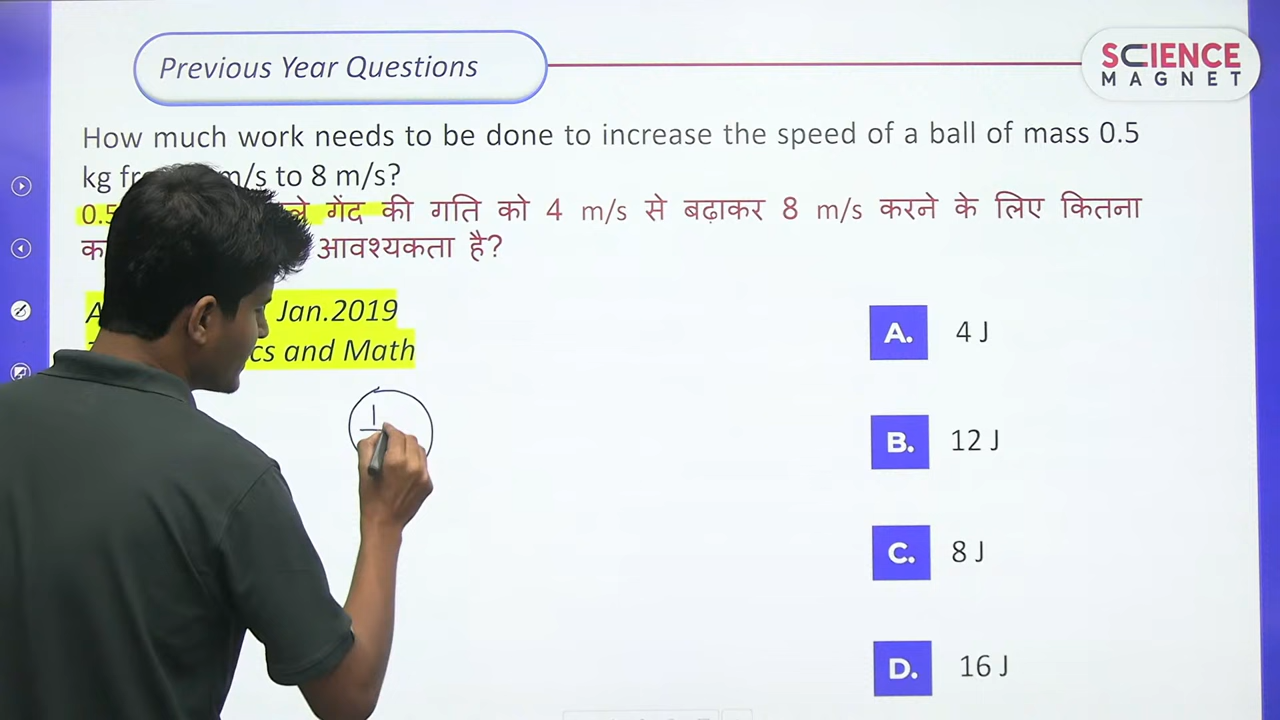 Previous Year Questions
SCIENCE
MAGNET
How much work needs to be done to increase the speed of a ball of mass 0.5
kg m/s to 8 m/s?
0.5 गेंद की गति को 4 m/s से बढ़ाकर 8 m/s करने के लिए कितना
आवश्यकता है?
Jan.2019
and Math
1
A. 4 J
B. 12 J
C. 8 J
D. 16 J